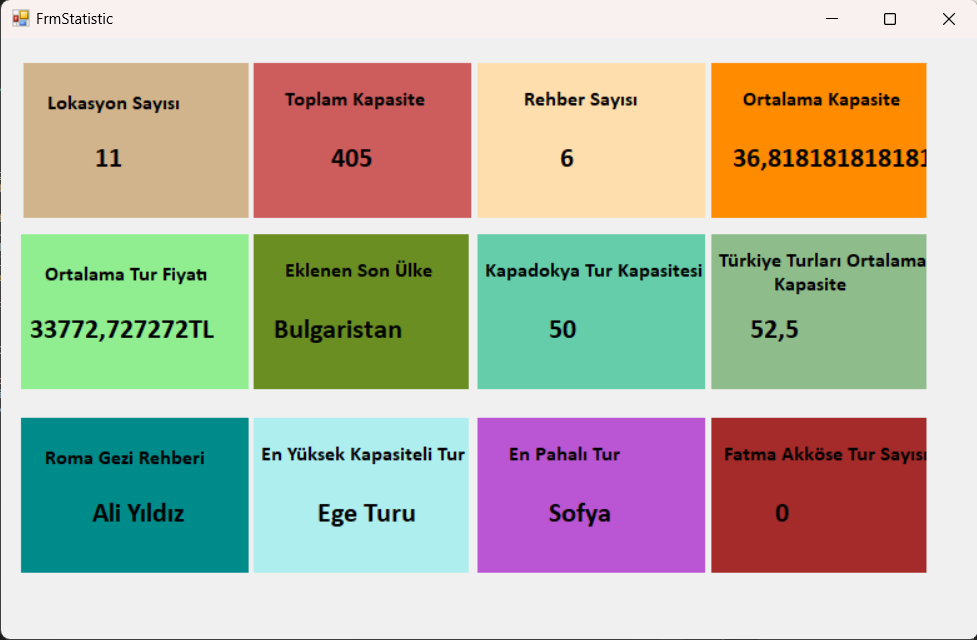 FrmStatistic
Lokasyon Sayısı
11
Toplam Kapasite
405
Rehber Sayısı
6
Ortalama Kapasite
36,818181818181
Ortalama Tur Fiyatı
33772,727272TL
Eklenen Son Ülke
Bulgaristan
Kapadokya Tur Kapasitesi
50
Türkiye Turları Ortalama
Kapasite
52,5
Roma Gezi Rehberi
Ali Yıldız
En Yüksek Kapasiteli Tur
Ege Turu
En Pahalı Tur
Sofya
Fatma Akköse Tur Sayısı
0